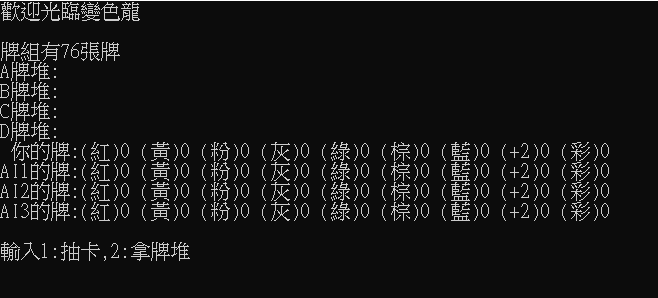 歡迎光臨變色龍
牌組有76張牌
A牌堆:
B牌堆:
C牌堆:
D牌堆:
你的牌:(紅)0 (黃)0 (粉)0 (灰)0 (綠)0 (棕)0 (藍)0 (+2)0 (彩)0
AI1的牌:(紅)0 (黃)0 (粉)0 (灰)0 (綠)0 (棕)0 (藍)0 (+2)0 (彩)0
AI2的牌:(紅)0 (黃)0 (粉)0 (灰)0 (綠)0 (棕)0 (藍)0 (+2)0 (彩)0
AI3的牌:(紅)0 (黃)0 (粉)0 (灰)0 (綠)0 (棕)0 (藍)0 (+2)0 (彩)0
輸入1:抽卡,2:拿牌堆